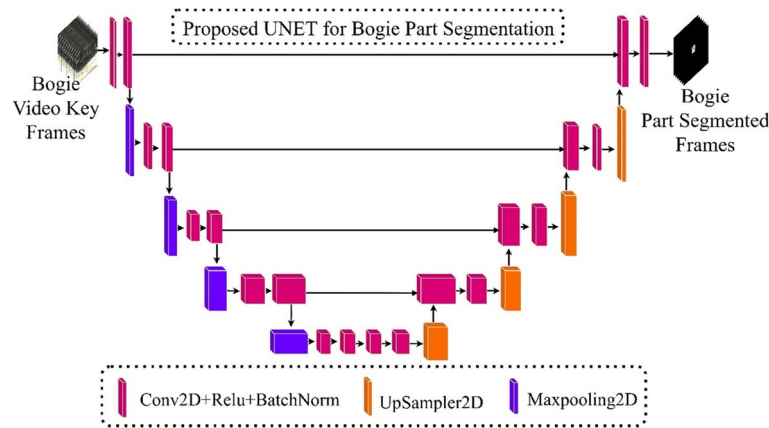 Proposed UNET for Bogie Part Segmentation
Bogie
Video Key
Frames
Bogie
Part Segmented
Frames
Conv2D+Relu+BatchNorm
UpSampler2D
Maxpooling2D